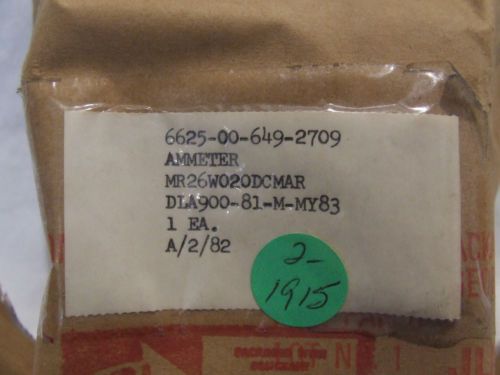 6625-00-649-2709
AMMETER
MR26W020DCMAR
DLA900-81-M-MY83
1 EA.
A/2/82
2-
1915